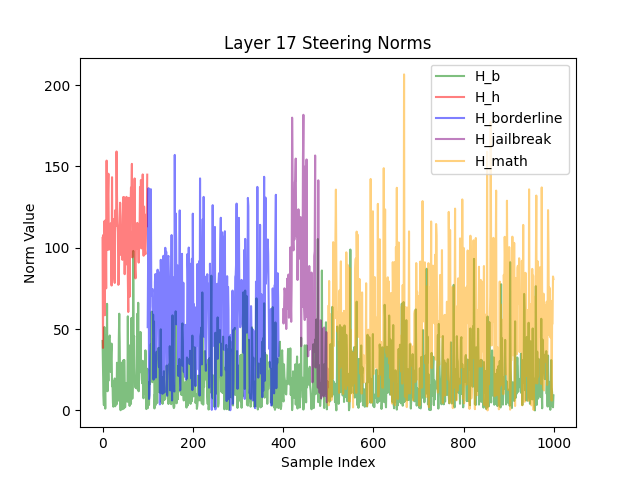 Layer 17 Steering Norms
H_b
H_h
H_borderline
H_jailbreak
H_math
200
150
100
50
0
Norm Value
0
200
400
600
800
1000
Sample Index